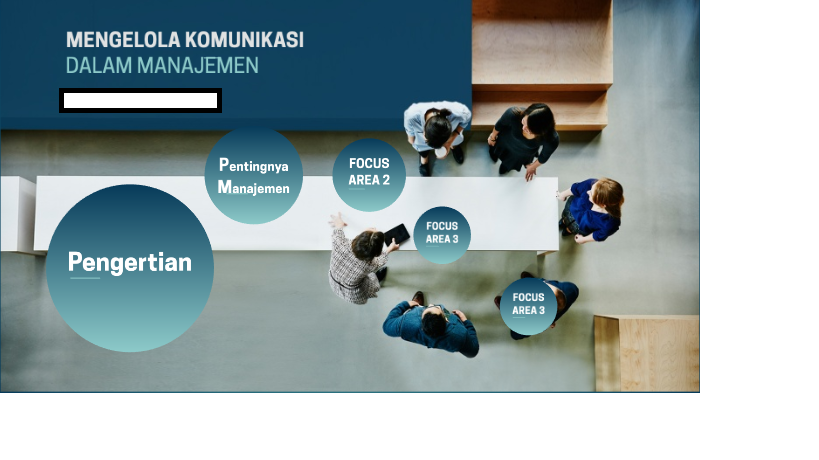 MENGELOLA KOMUNIKASI
DALAM MANAJEMEN
Pentingnya
Manajemen
FOCUS
AREA 2
FOCUS
AREA 3
Pengertian
FOCUS
AREA 3